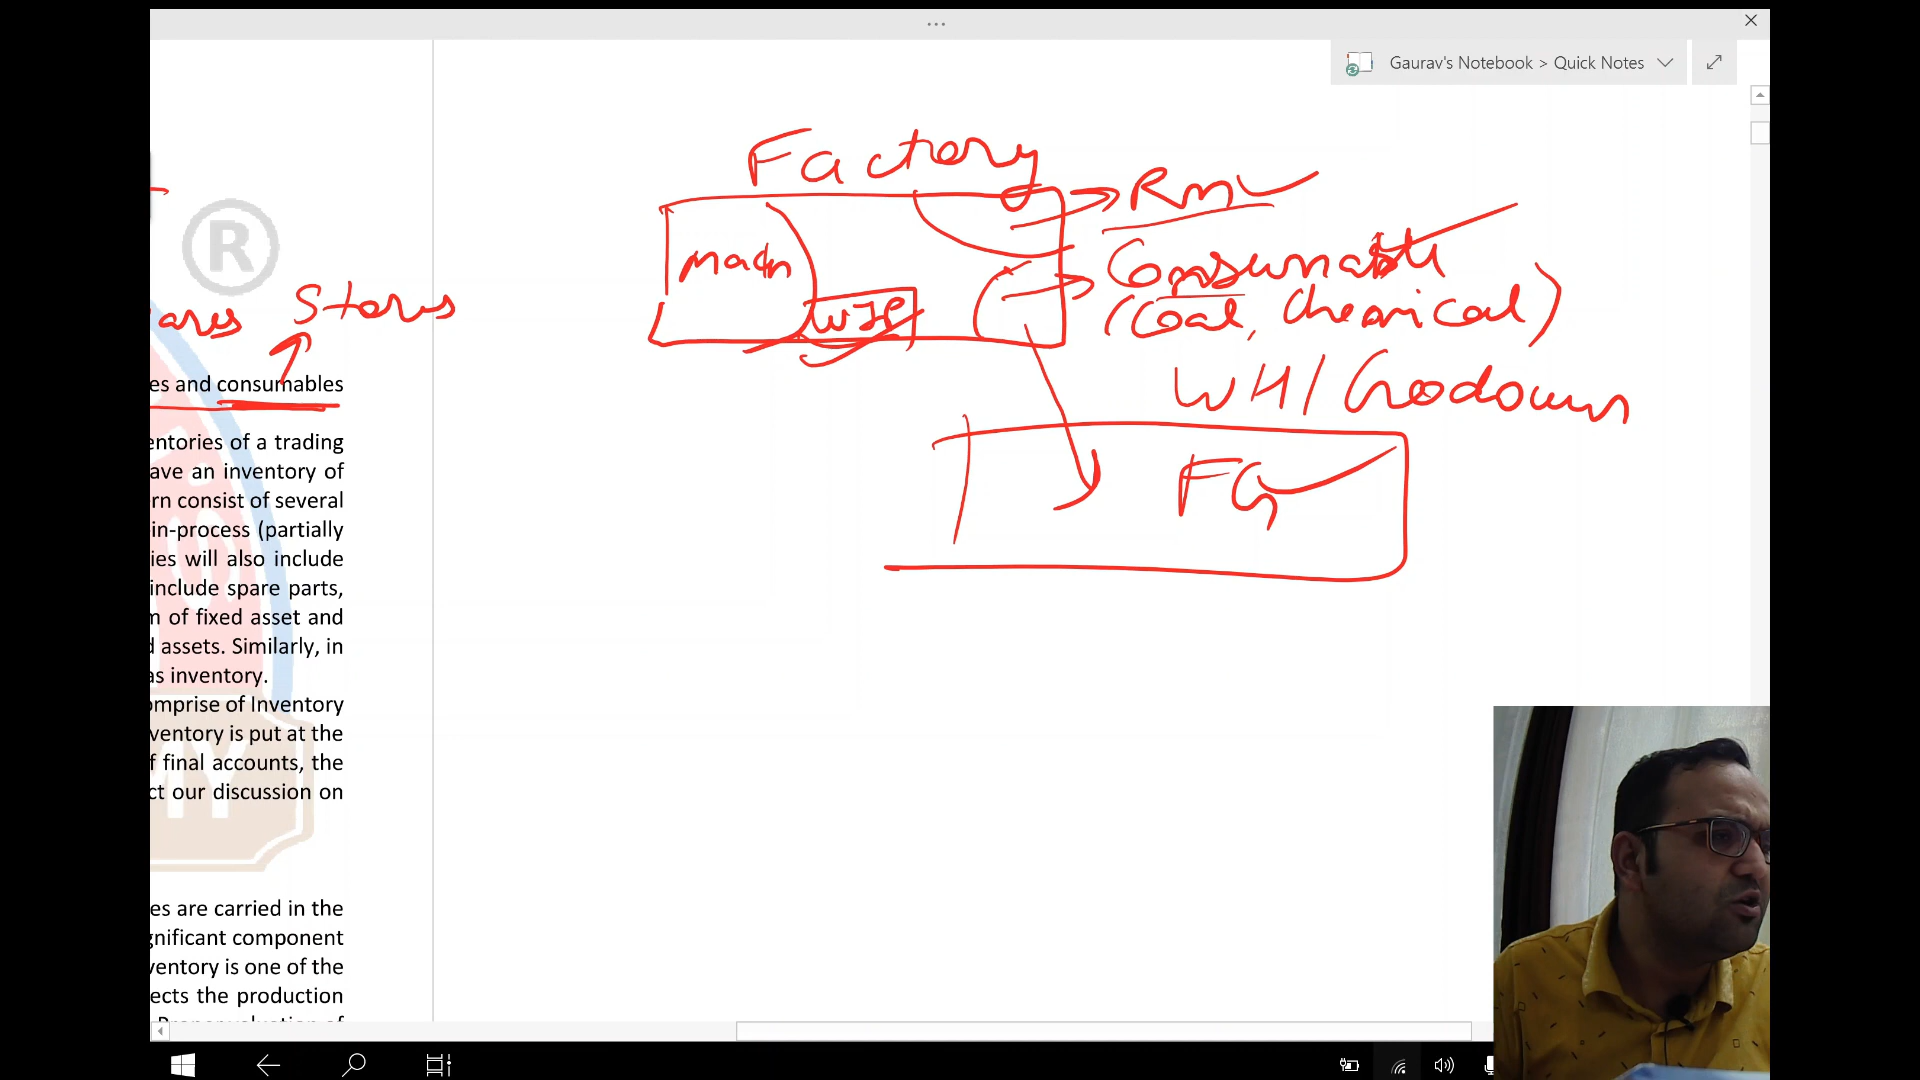 Gaurav's Notebook > Quick Notes
Factory
Rm
machn
WIP
Consumable
(Coal, Chemical)
WH/Godown
FG
®
ares Stores
es and consumables
entories of a trading
ave an inventory of
rn consist of several
in-process (partially
ies will also include
include spare parts,
m of fixed asset and
d assets. Similarly, in
as inventory.
omprise of Inventory
ventory is put at the
f final accounts, the
ct our discussion on
es are carried in the
gnificant component
ventory is one of the
ects the production